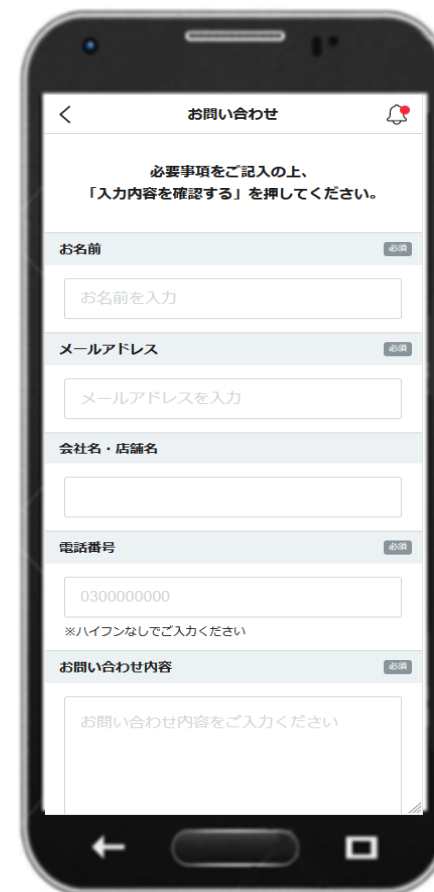 お問い合わせ
必要事項をご記入の上、
「入力内容を確認する」を押してください。
お名前 必須
お名前を入力
メールアドレス 必須
メールアドレスを入力
会社名・店舗名
電話番号 必須
0300000000
※ハイフンなしでご入力ください
お問い合わせ内容 必須
お問い合わせ内容をご入力ください